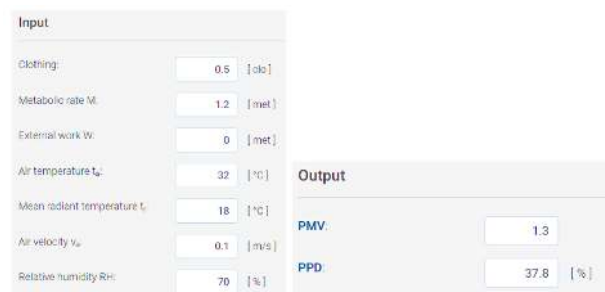 Input
Clothing: 0.5 [clo]
Metabolic rate M: 1.2 [met]
External work W: 0 [met]
Air temperature ta: 32 [°C]
Mean radiant temperature tr 18 [°C]
Air velocity va 0.1 [m/s]
Relative humidity RH: 70 [%]
Output
PMV: 1.3
PPD: 37.8 [%]